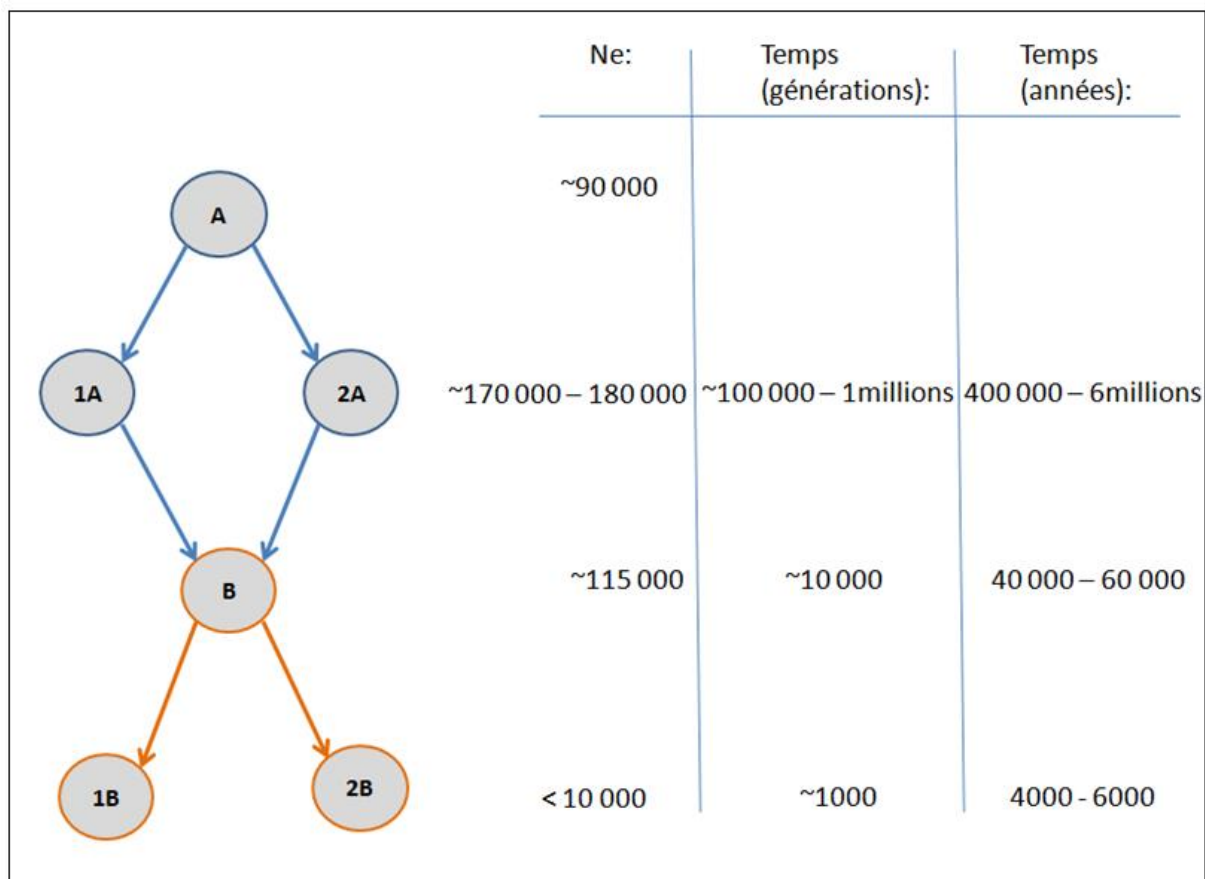 Ne:
Temps
(générations):
Temps
(années):
A
~90 000
1A
2A
~170 000 – 180 000
~100 000 – 1millions
400 000 – 6millions
B
~115 000
~10 000
40 000 – 60 000
1B
2B
< 10 000
~1000
4000 - 6000